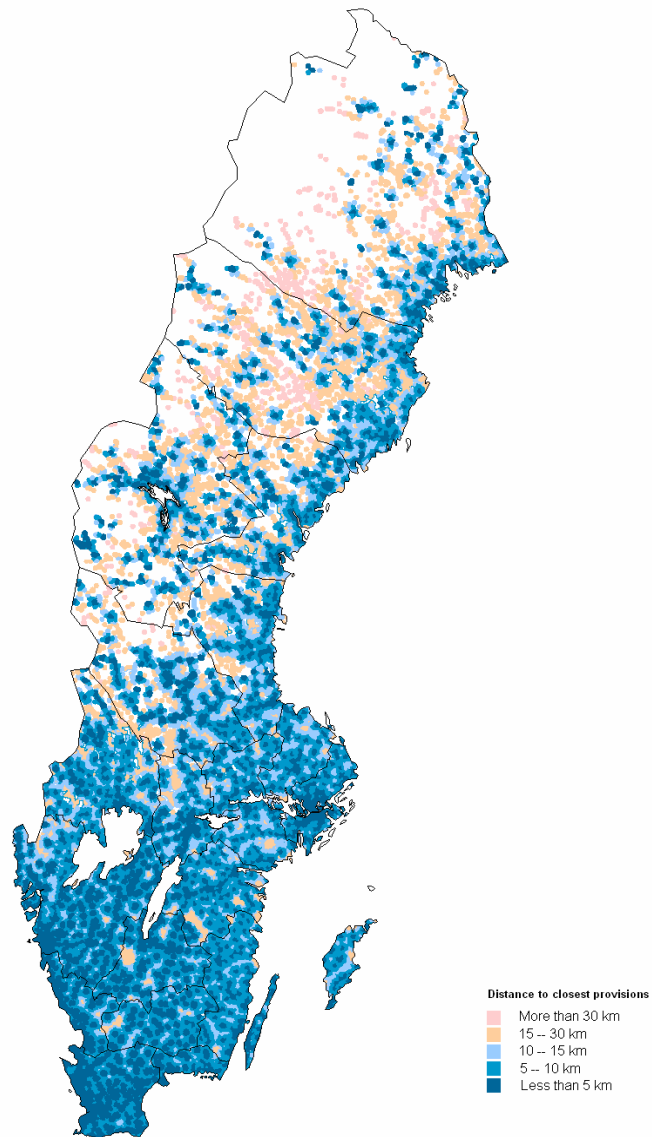 Distance to closest provisions
More than 30 km
15 -- 30 km
10 -- 15 km
5 -- 10 km
Less than 5 km